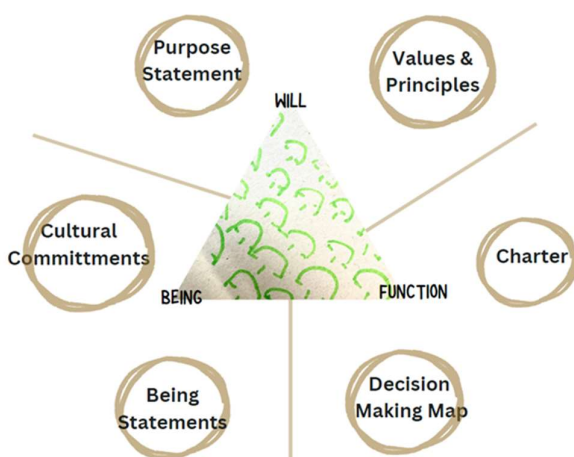 Purpose
Statement
Values &
Principles
WILL
Cultural
Committments
Charter
BEING
FUNCTION
Being
Statements
Decision
Making Map